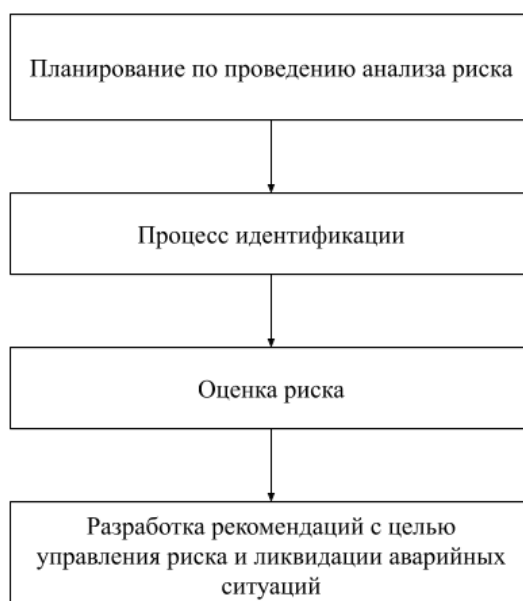 Планирование по проведению анализа риска
Процесс идентификации
Оценка риска
Разработка рекомендаций с целью
управления риска и ликвидации аварийных
ситуаций